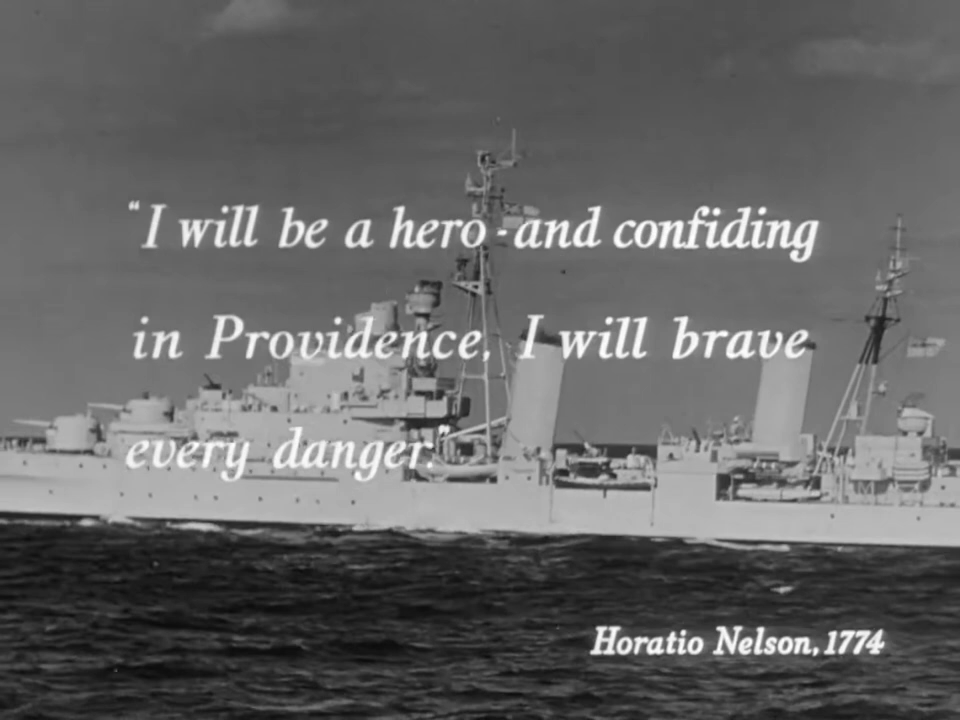 “I will be a hero - and confiding
in Providence, I will brave
every danger.”
Horatio Nelson, 1774